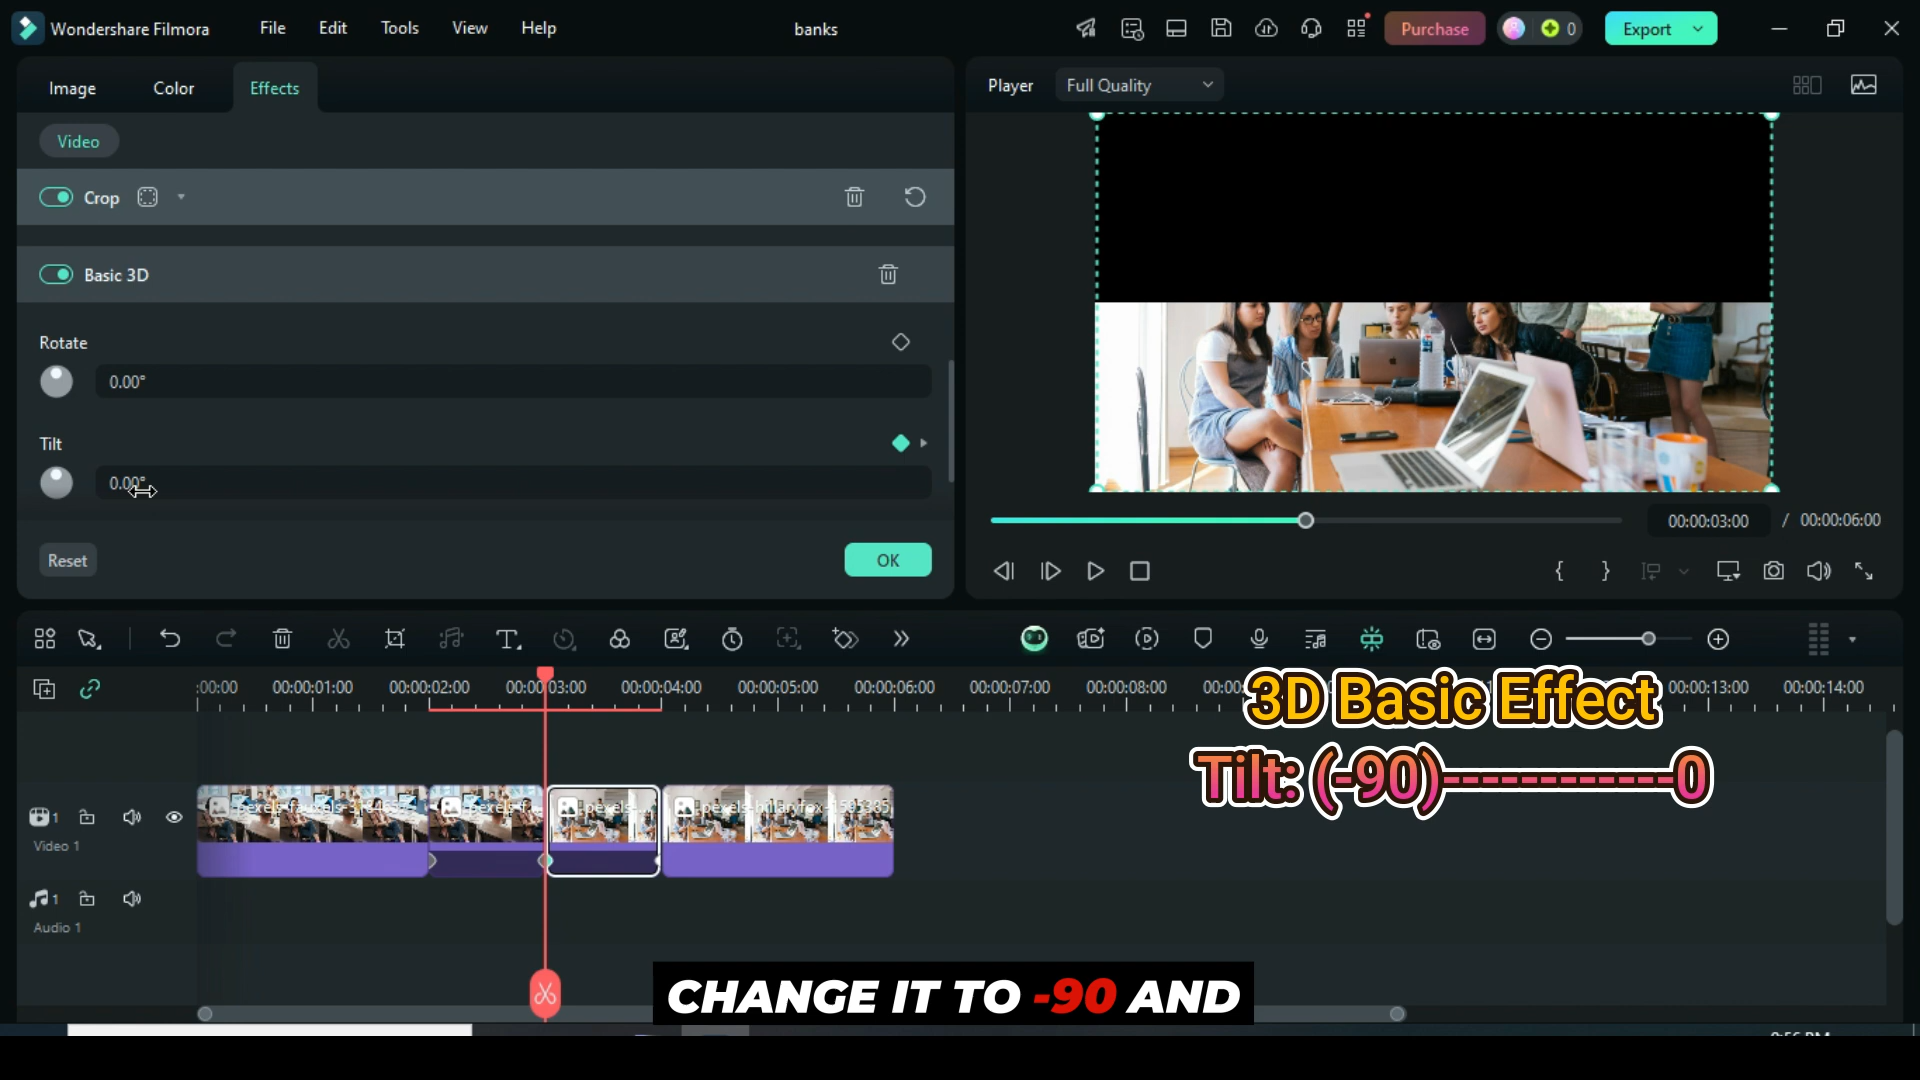 Wondershare Filmora
File
Edit
Tools
View
Help
banks
Purchase
0
Export
Image
Color
Effects
Video
Crop
Basic 3D
Rotate
0.00°
Tilt
0.00°
Reset
OK
Player
Full Quality
00:00:03:00 / 00:00:06:00
:00:00 00:00:01:00 00:00:02:00 00:00:03:00 00:00:04:00 00:00:05:00 00:00:06:00 00:00:07:00 00:00:08:00 00:00:13:00 00:00:14:00
3D Basic Effect
Tilt: (-90)------------0
1
Video 1
1
Audio 1
CHANGE IT TO -90 AND